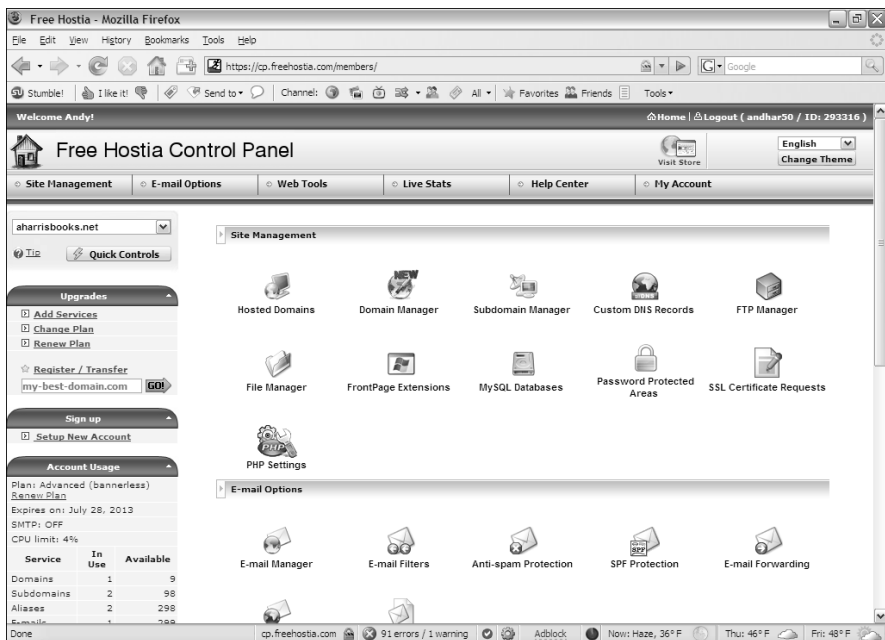 Free Hostia - Mozilla Firefox
File Edit View History Bookmarks Tools Help
https://cp.freehostia.com/members/
G Google
Stumble! I like it! Send to Channel: All Favorites Friends Tools
Welcome Andy! Home | Logout ( andhar50 / ID: 293316 )
Free Hostia Control Panel
Visit Store
English
Change Theme
Site Management E-mail Options Web Tools Live Stats Help Center My Account
aharrisbooks.net
Tip Quick Controls
Upgrades
Add Services
Change Plan
Renew Plan
Register / Transfer
my-best-domain.com GO!
Sign up
Setup New Account
Account Usage
Plan: Advanced (bannerless)
Renew Plan
Expires on: July 28, 2013
SMTP: OFF
CPU limit: 4%
Service In Use Available
Domains 1 9
Subdomains 2 98
Aliases 2 298
E-mails 1 299
Site Management
Hosted Domains
NEW
Domain Manager
Subdomain Manager
DNS
Custom DNS Records
FTP Manager
File Manager
FrontPage Extensions
MySQL Databases
Password Protected
Areas
SSL Certificate Requests
PHP
PHP Settings
E-mail Options
E-mail Manager
E-mail Filters
Anti-spam Protection
SPF
SPF Protection
E-mail Forwarding
Done cp.freehostia.com 91 errors / 1 warning Adblock Now: Haze, 36° F Thu: 46° F Fri: 48° F